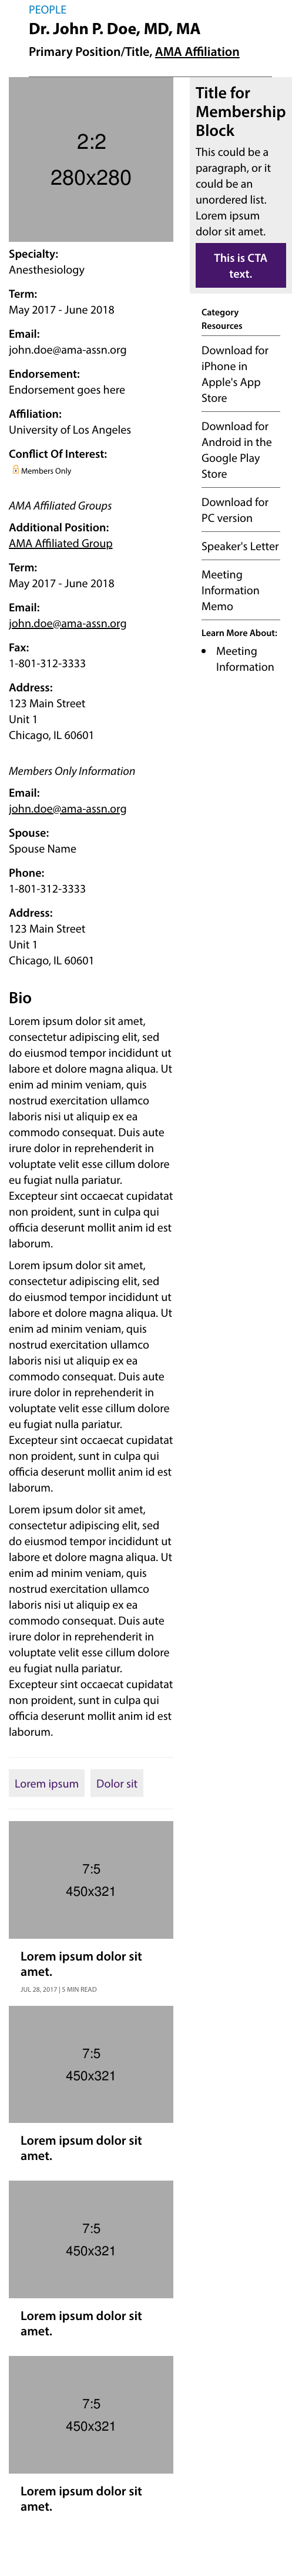 PEOPLE
Dr. John P. Doe, MD, MA
Primary Position/Title, AMA Affiliation
2:2
280x280
Specialty:
Anesthesiology
Term:
May 2017 - June 2018
Email:
john.doe@ama-assn.org
Endorsement:
Endorsement goes here
Affiliation:
University of Los Angeles
Conflict Of Interest:
Members Only
AMA Affiliated Groups
Additional Position:
AMA Affiliated Group
Term:
May 2017 - June 2018
Email:
john.doe@ama-assn.org
Fax:
1-801-312-3333
Address:
123 Main Street
Unit 1
Chicago, IL 60601
Members Only Information
Email:
john.doe@ama-assn.org
Spouse:
Spouse Name
Phone:
1-801-312-3333
Address:
123 Main Street
Unit 1
Chicago, IL 60601
Bio
Lorem ipsum dolor sit amet,
consectetur adipiscing elit, sed
do eiusmod tempor incididunt ut
labore et dolore magna aliqua. Ut
enim ad minim veniam, quis
nostrud exercitation ullamco
laboris nisi ut aliquip ex ea
commodo consequat. Duis aute
irure dolor in reprehenderit in
voluptate velit esse cillum dolore
eu fugiat nulla pariatur.
Excepteur sint occaecat cupidatat
non proident, sunt in culpa qui
officia deserunt mollit anim id est
laborum.
Lorem ipsum dolor sit amet,
consectetur adipiscing elit, sed
do eiusmod tempor incididunt ut
labore et dolore magna aliqua. Ut
enim ad minim veniam, quis
nostrud exercitation ullamco
laboris nisi ut aliquip ex ea
commodo consequat. Duis aute
irure dolor in reprehenderit in
voluptate velit esse cillum dolore
eu fugiat nulla pariatur.
Excepteur sint occaecat cupidatat
non proident, sunt in culpa qui
officia deserunt mollit anim id est
laborum.
Lorem ipsum dolor sit amet,
consectetur adipiscing elit, sed
do eiusmod tempor incididunt ut
labore et dolore magna aliqua. Ut
enim ad minim veniam, quis
nostrud exercitation ullamco
laboris nisi ut aliquip ex ea
commodo consequat. Duis aute
irure dolor in reprehenderit in
voluptate velit esse cillum dolore
eu fugiat nulla pariatur.
Excepteur sint occaecat cupidatat
non proident, sunt in culpa qui
officia deserunt mollit anim id est
laborum.
Lorem ipsum
Dolor sit
7:5
450x321
Lorem ipsum dolor sit
amet.
JUL 28, 2017 | 5 MIN READ
7:5
450x321
Lorem ipsum dolor sit
amet.
7:5
450x321
Lorem ipsum dolor sit
amet.
7:5
450x321
Lorem ipsum dolor sit
amet.
Title for
Membership
Block
This could be a
paragraph, or it
could be an
unordered list.
Lorem ipsum
dolor sit amet.
This is CTA
text.
Category
Resources
Download for
iPhone in
Apple's App
Store
Download for
Android in the
Google Play
Store
Download for
PC version
Speaker's Letter
Meeting
Information
Memo
Learn More About:
• Meeting
Information